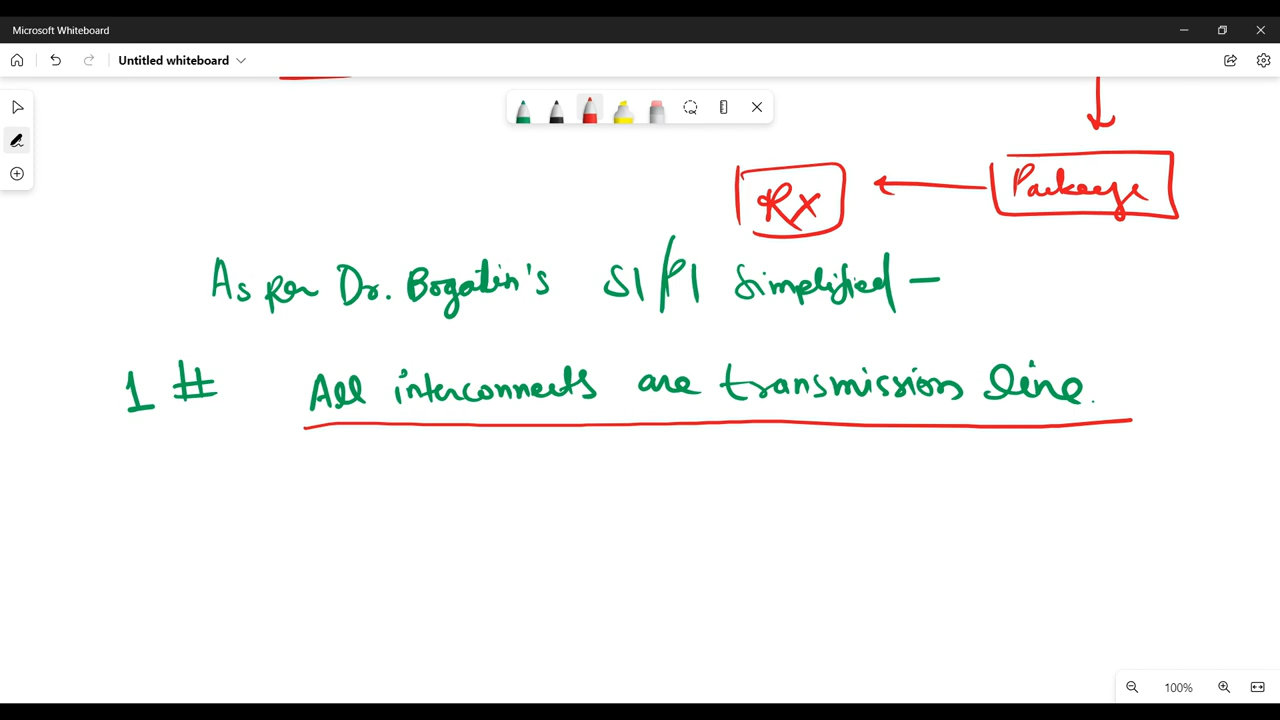 Microsoft Whiteboard
Untitled whiteboard
Package
Rx
As per Dr. Bogatin's SI/PI Simplified –
1 # All interconnects are transmission line.
100%